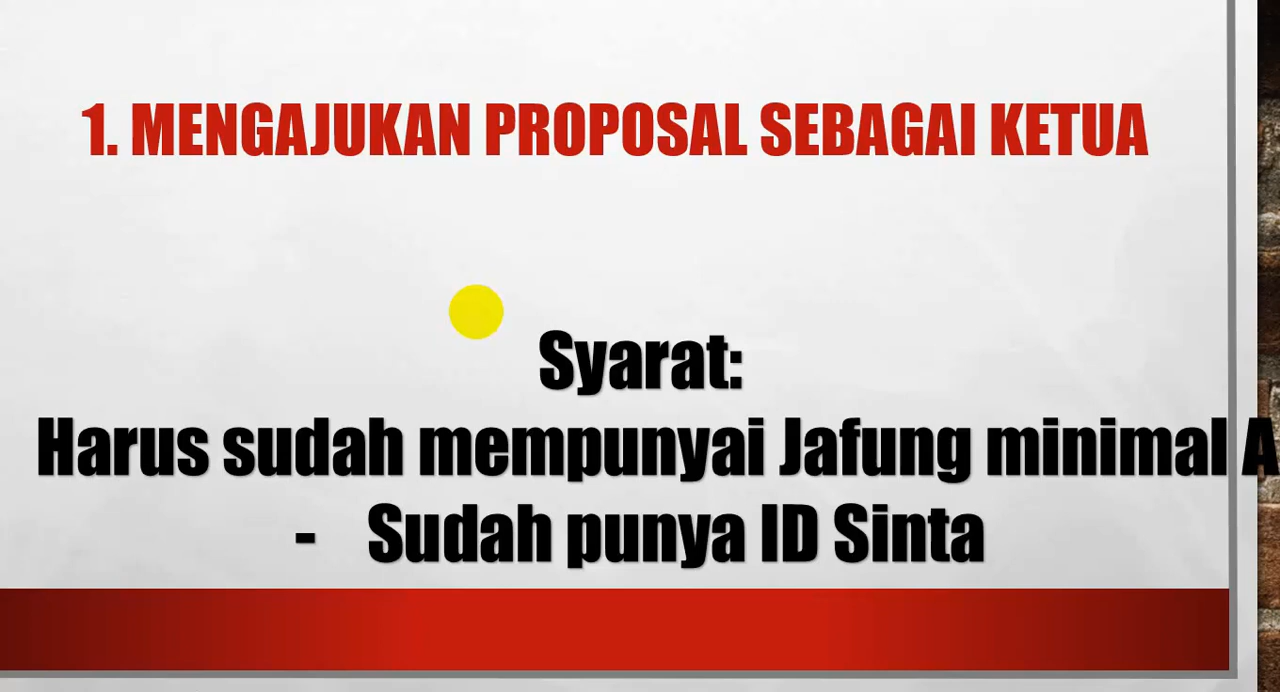 1. MENGAJUKAN PROPOSAL SEBAGAI KETUA
Syarat:
Harus sudah mempunyai Jafung minimal A
- Sudah punya ID Sinta